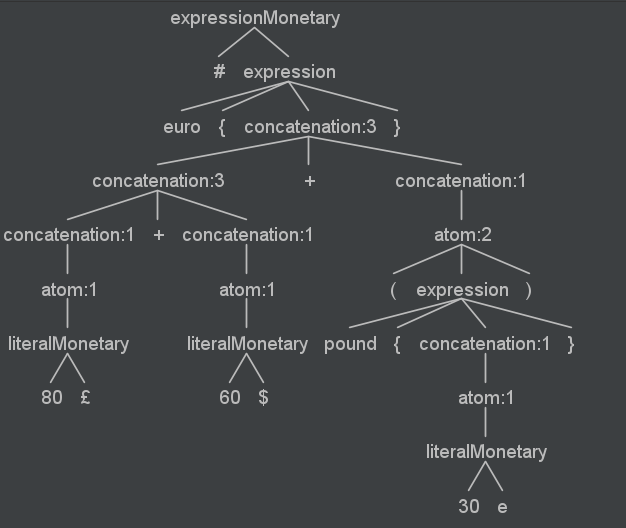 expressionMonetary
# expression
euro { concatenation:3 }
concatenation:3 + concatenation:1
concatenation:1 + concatenation:1 atom:2
atom:1 atom:1 ( expression )
literalMonetary literalMonetary pound { concatenation:1 }
80 £ 60 $ atom:1
literalMonetary
30 e